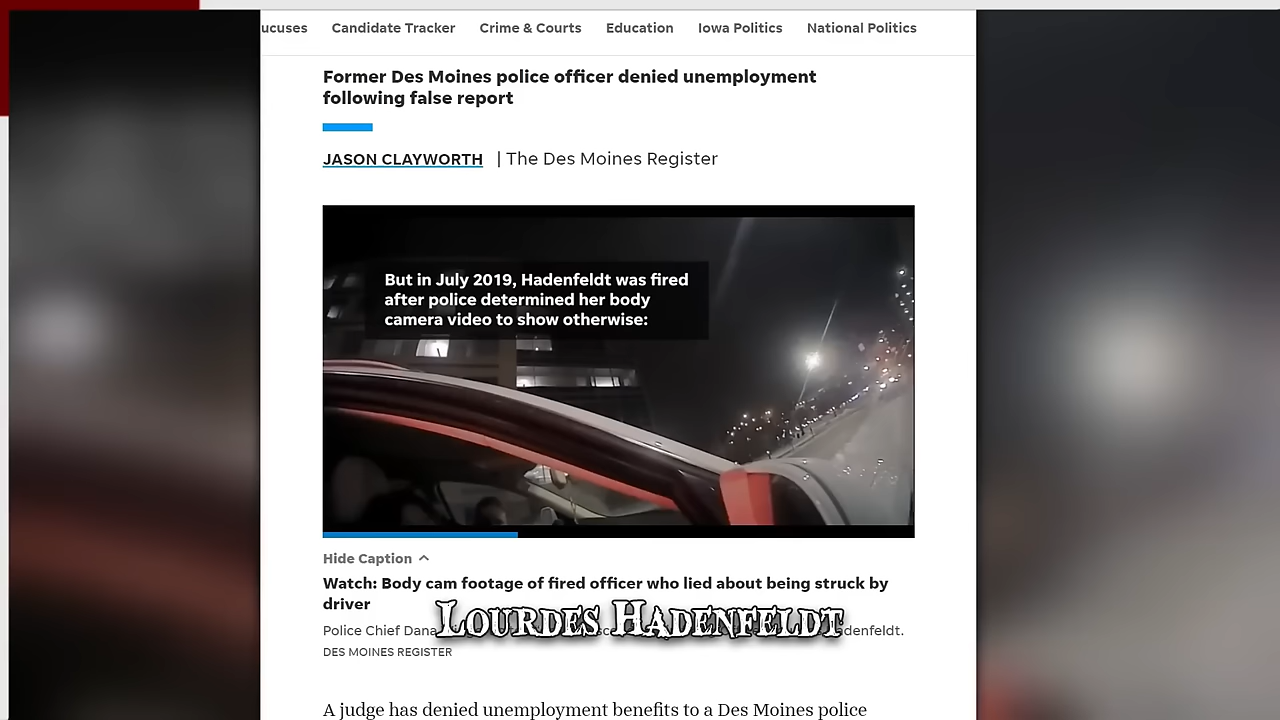 ucuses Candidate Tracker Crime & Courts Education Iowa Politics National Politics
Former Des Moines police officer denied unemployment
following false report
JASON CLAYWORTH | The Des Moines Register
But in July 2019, Hadenfeldt was fired
after police determined her body
camera video to show otherwise:
Hide Caption
Watch: Body cam footage of fired officer who lied about being struck by
driver
LOURDES HADENFELDT
Police Chief Dana denfeldt.
DES MOINES REGISTER
A judge has denied unemployment benefits to a Des Moines police